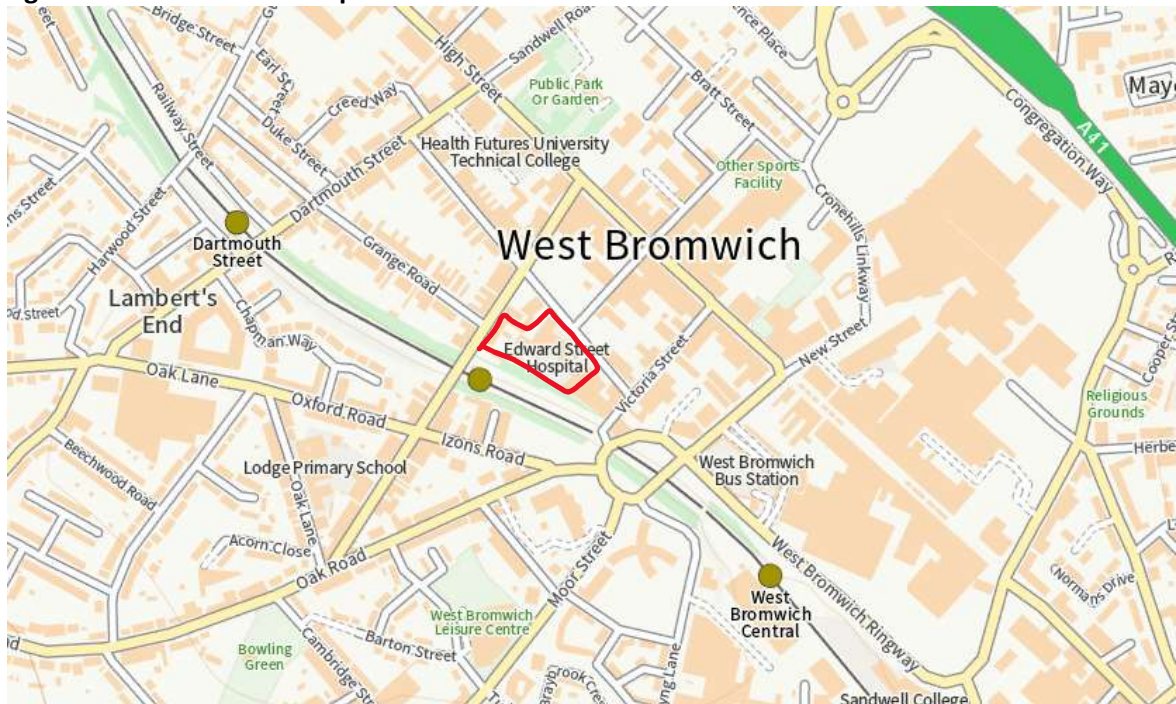 Bridge Street
Earl Street
Railway Street
Duke Street
Creed Way
High Street
Sandwell Road
Public Park
Or Garden
Bratt Street
Congregation Way
A41
Health Futures University
Technical College
Other Sports
Facility
Cronehills Linkway
Dartmouth Street
Harwood Street
Dartmouth
Street
Grange Road
West Bromwich
Lambert's
End
Chapman Way
Edward Street
Hospital
Victoria Street
New Street
Religious
Grounds
Oak Lane
Oxford Road
Izons Road
Beechwood Road
Lodge Primary School
Oak Lane
West Bromwich
Bus Station
Acorn Close
Oak Road
Moor Street
West Bromwich Ringway
Norman's Drive
West
Bromwich
Central
West Bromwich
Leisure Centre
Bowling
Green
Barton Street
Cambridge
Sandwell College